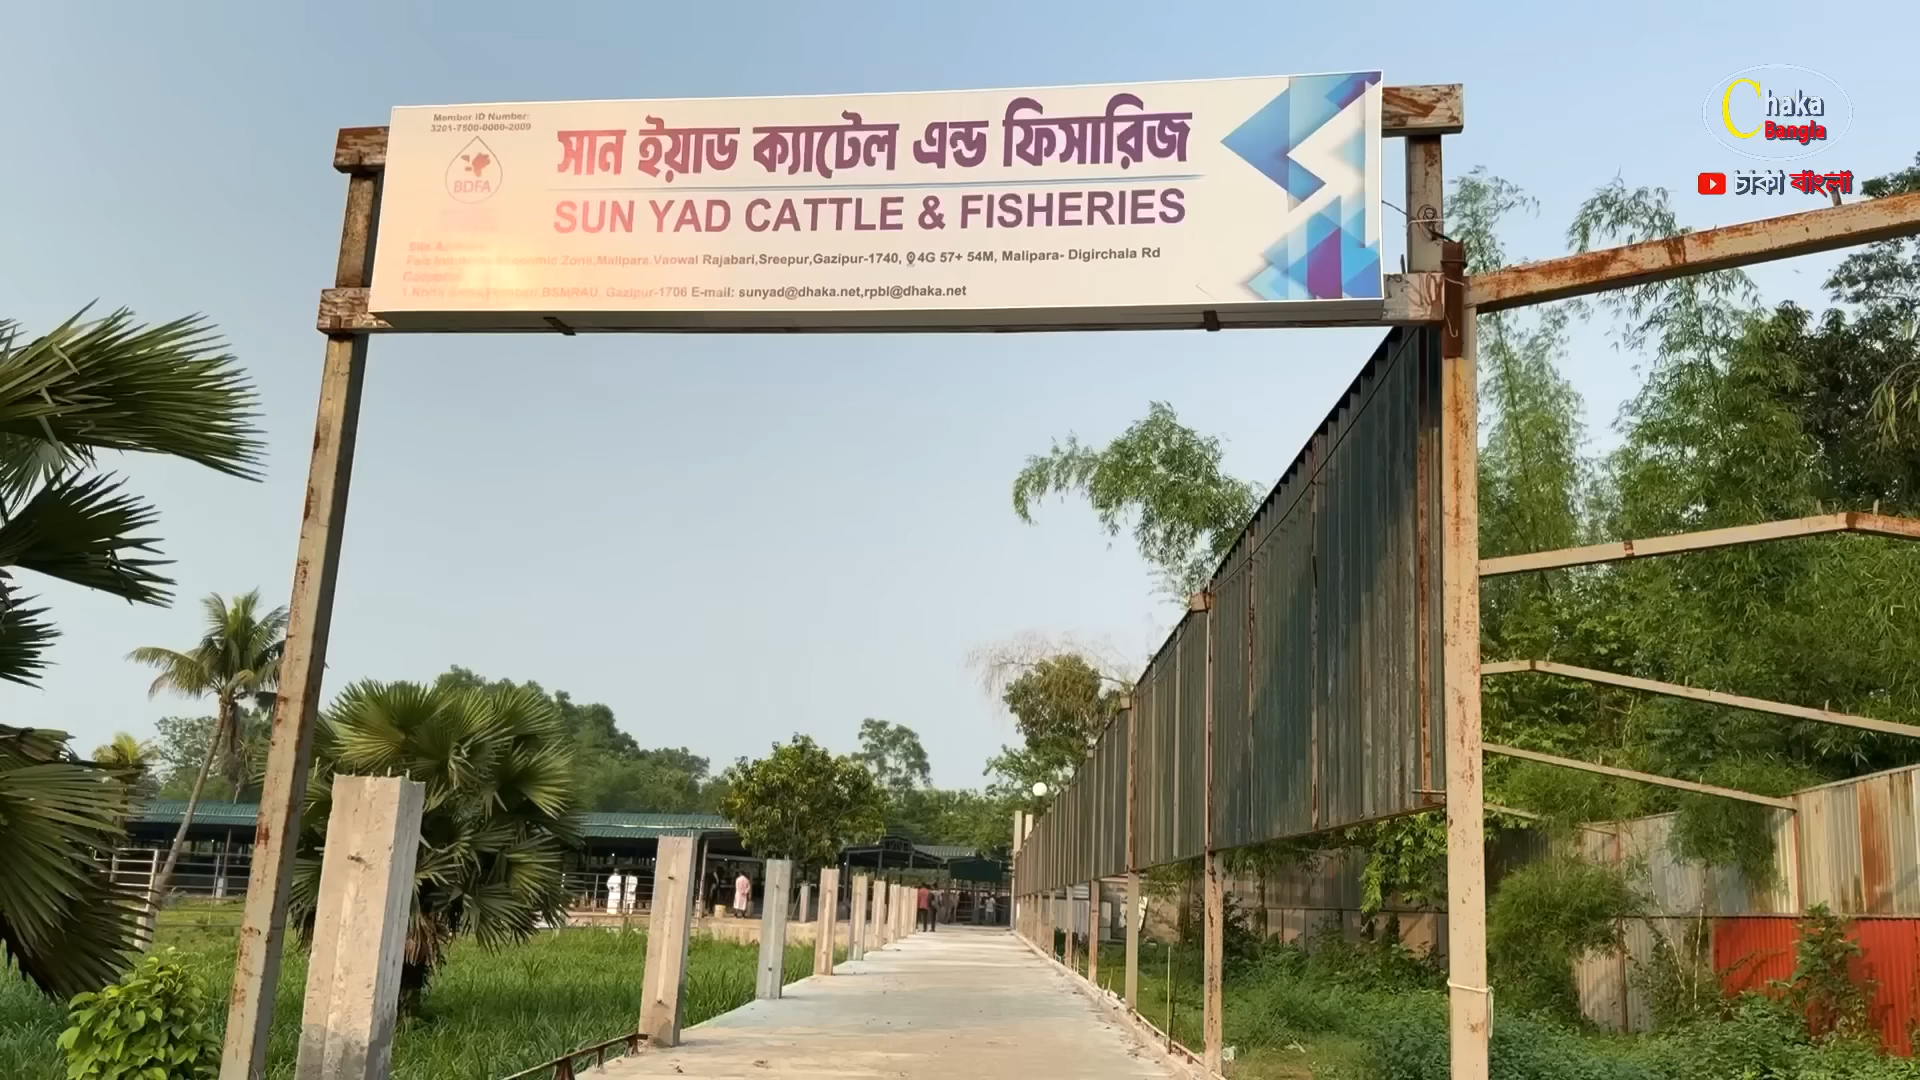 Member ID Number:
3201-7500-0000-2009
BDFA
সান ইয়াড ক্যাটেল এন্ড ফিসারিজ
SUN YAD CATTLE & FISHERIES
Zone,Malipara,Vaowal Rajabari,Sreepur,Gazipur-1740, 4G 57+ 54M, Malipara- Digirchala Rd
BSMRAU, Gazipur-1706 E-mail: sunyad@dhaka.net,rpbl@dhaka.net
Chaka
Bangla
চাকা বাংলা